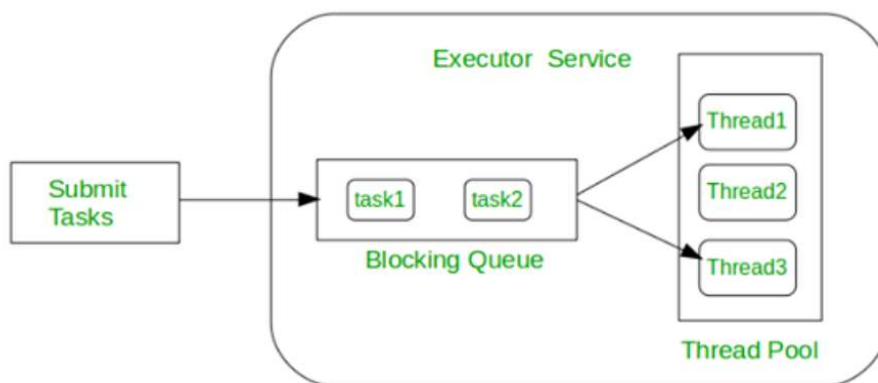 Executor Service
Submit
Tasks
task1
task2
Blocking Queue
Thread1
Thread2
Thread3
Thread Pool